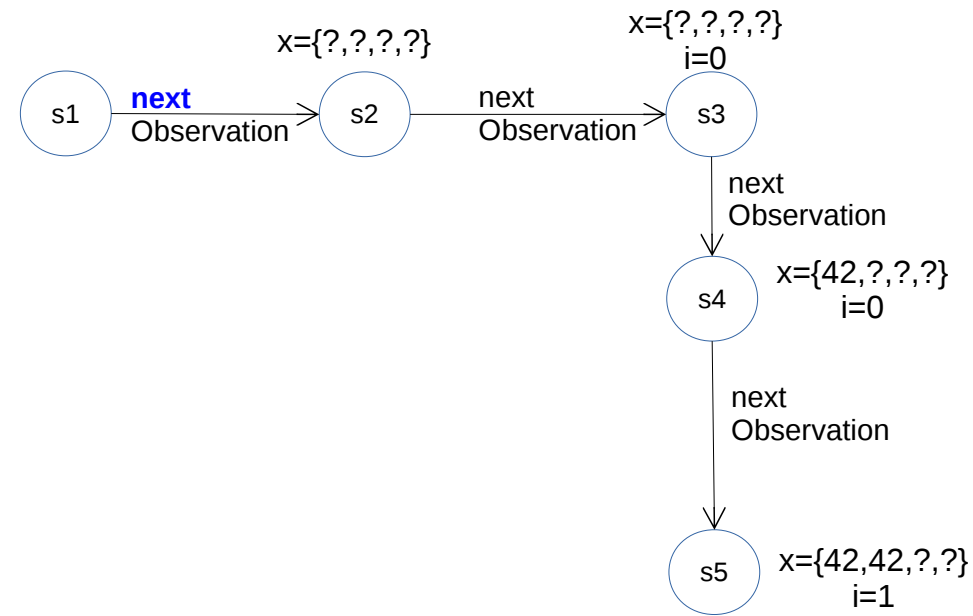 x={?,?,?,?}
x={?,?,?,?}
i=0
s1
next
Observation
s2
next
Observation
s3
next
Observation
s4
x={42,?,?,?}
i=0
next
Observation
s5
x={42,42,?,?}
i=1